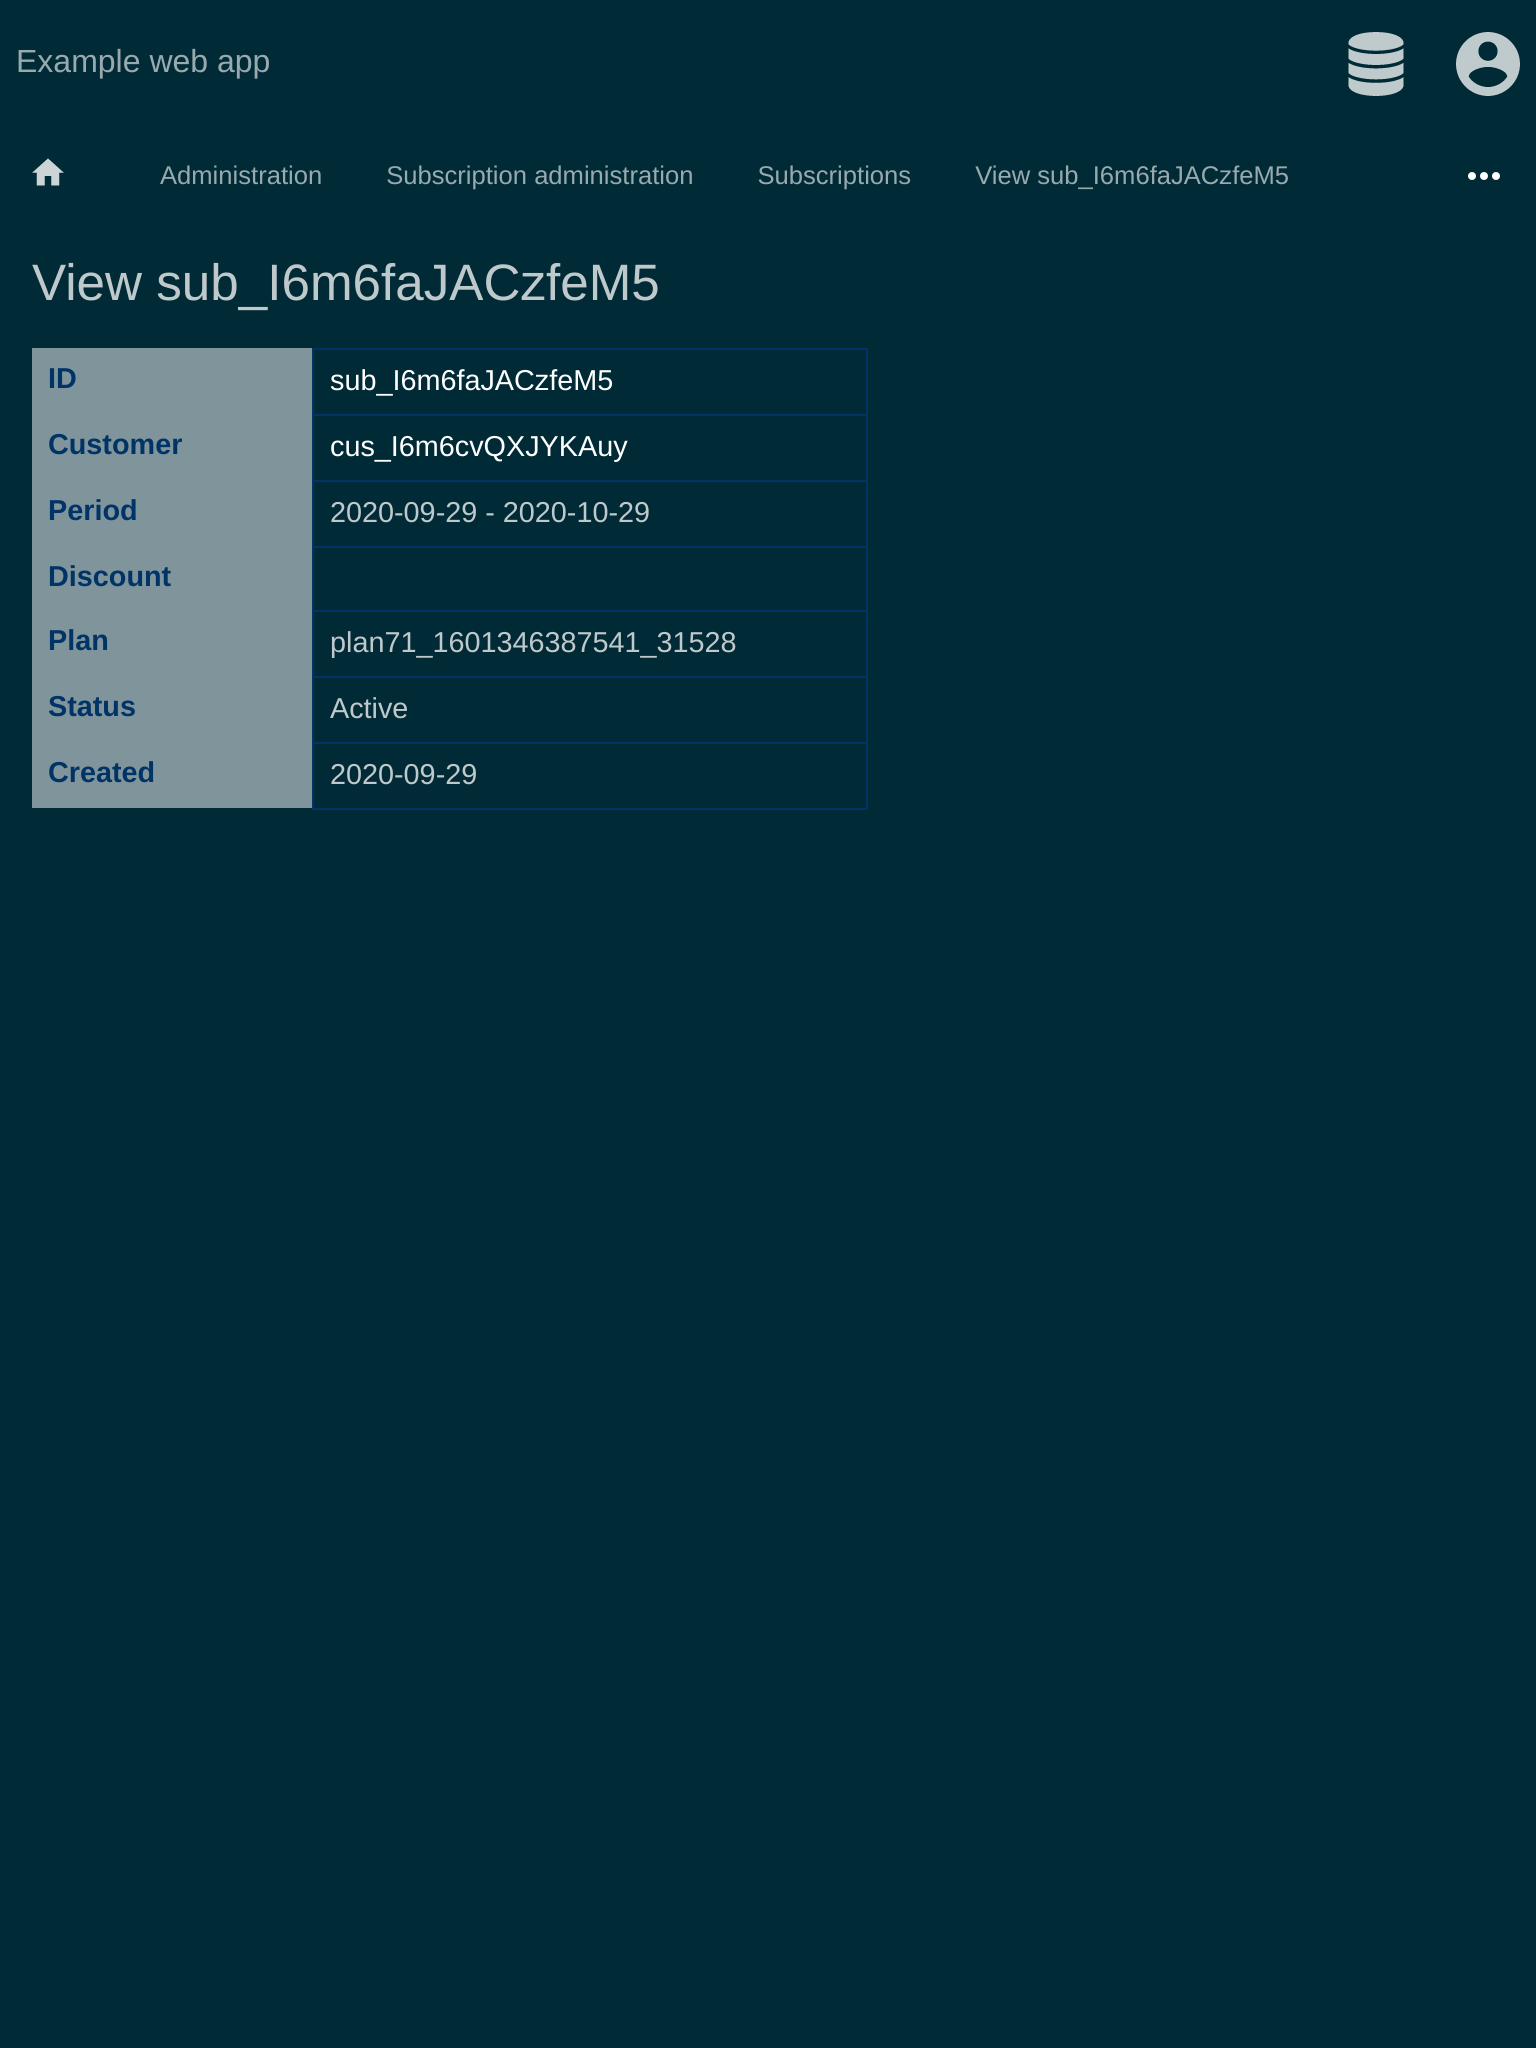 Example web app
Administration Subscription administration Subscriptions View sub_I6m6faJACzfeM5
View sub_I6m6faJACzfeM5
ID sub_I6m6faJACzfeM5
Customer cus_I6m6cvQXJYKAuy
Period 2020-09-29 - 2020-10-29
Discount
Plan plan71_1601346387541_31528
Status Active
Created 2020-09-29